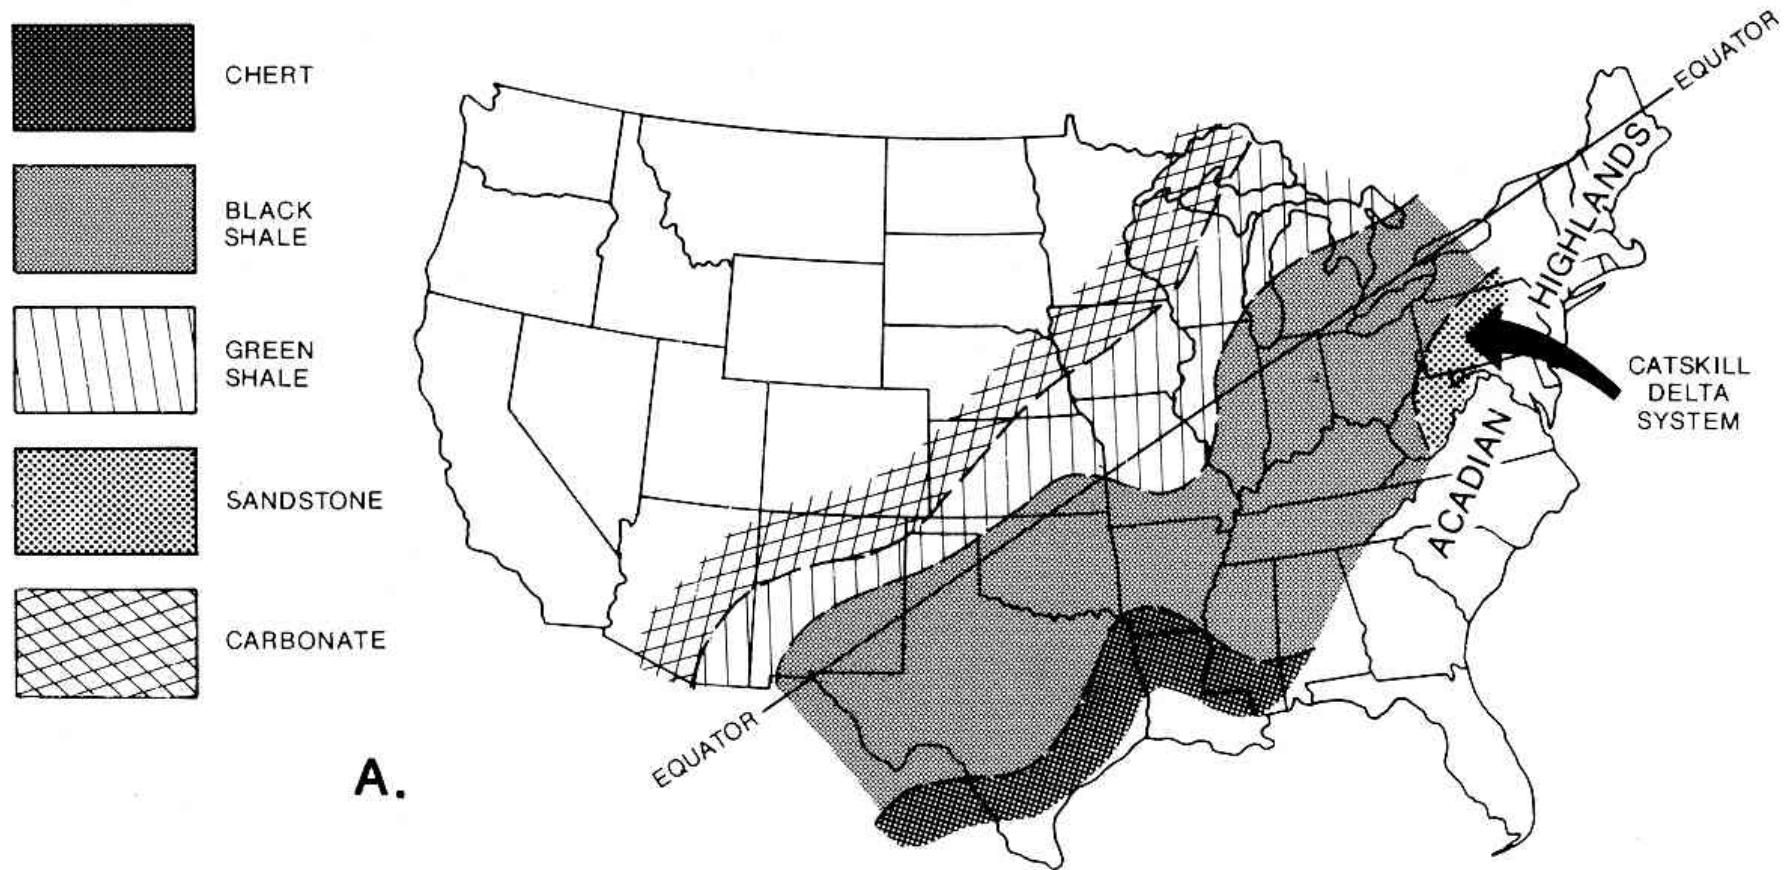 CHERT
BLACK
SHALE
GREEN
SHALE
SANDSTONE
CARBONATE
EQUATOR
HIGHLANDS
ACADIAN
CATSKILL
DELTA
SYSTEM
EQUATOR
A.